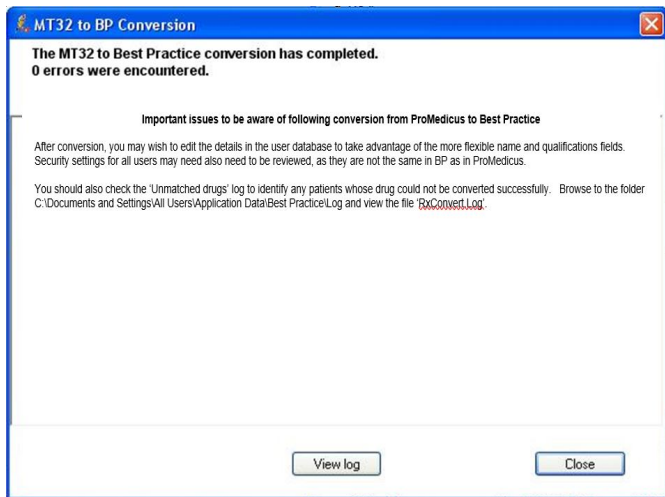 MT32 to BP Conversion
The MT32 to Best Practice conversion has completed.
0 errors were encountered.
Important issues to be aware of following conversion from ProMedicus to Best Practice
After conversion, you may wish to edit the details in the user database to take advantage of the more flexible name and qualifications fields.
Security settings for all users may need also need to be reviewed, as they are not the same in BP as in ProMedicus.
You should also check the 'Unmatched drugs' log to identify any patients whose drug could not be converted successfully. Browse to the folder
C:\Documents and Settings\All Users\Application Data\Best Practice\Log and view the file 'RxConvert.Log'.
View log
Close